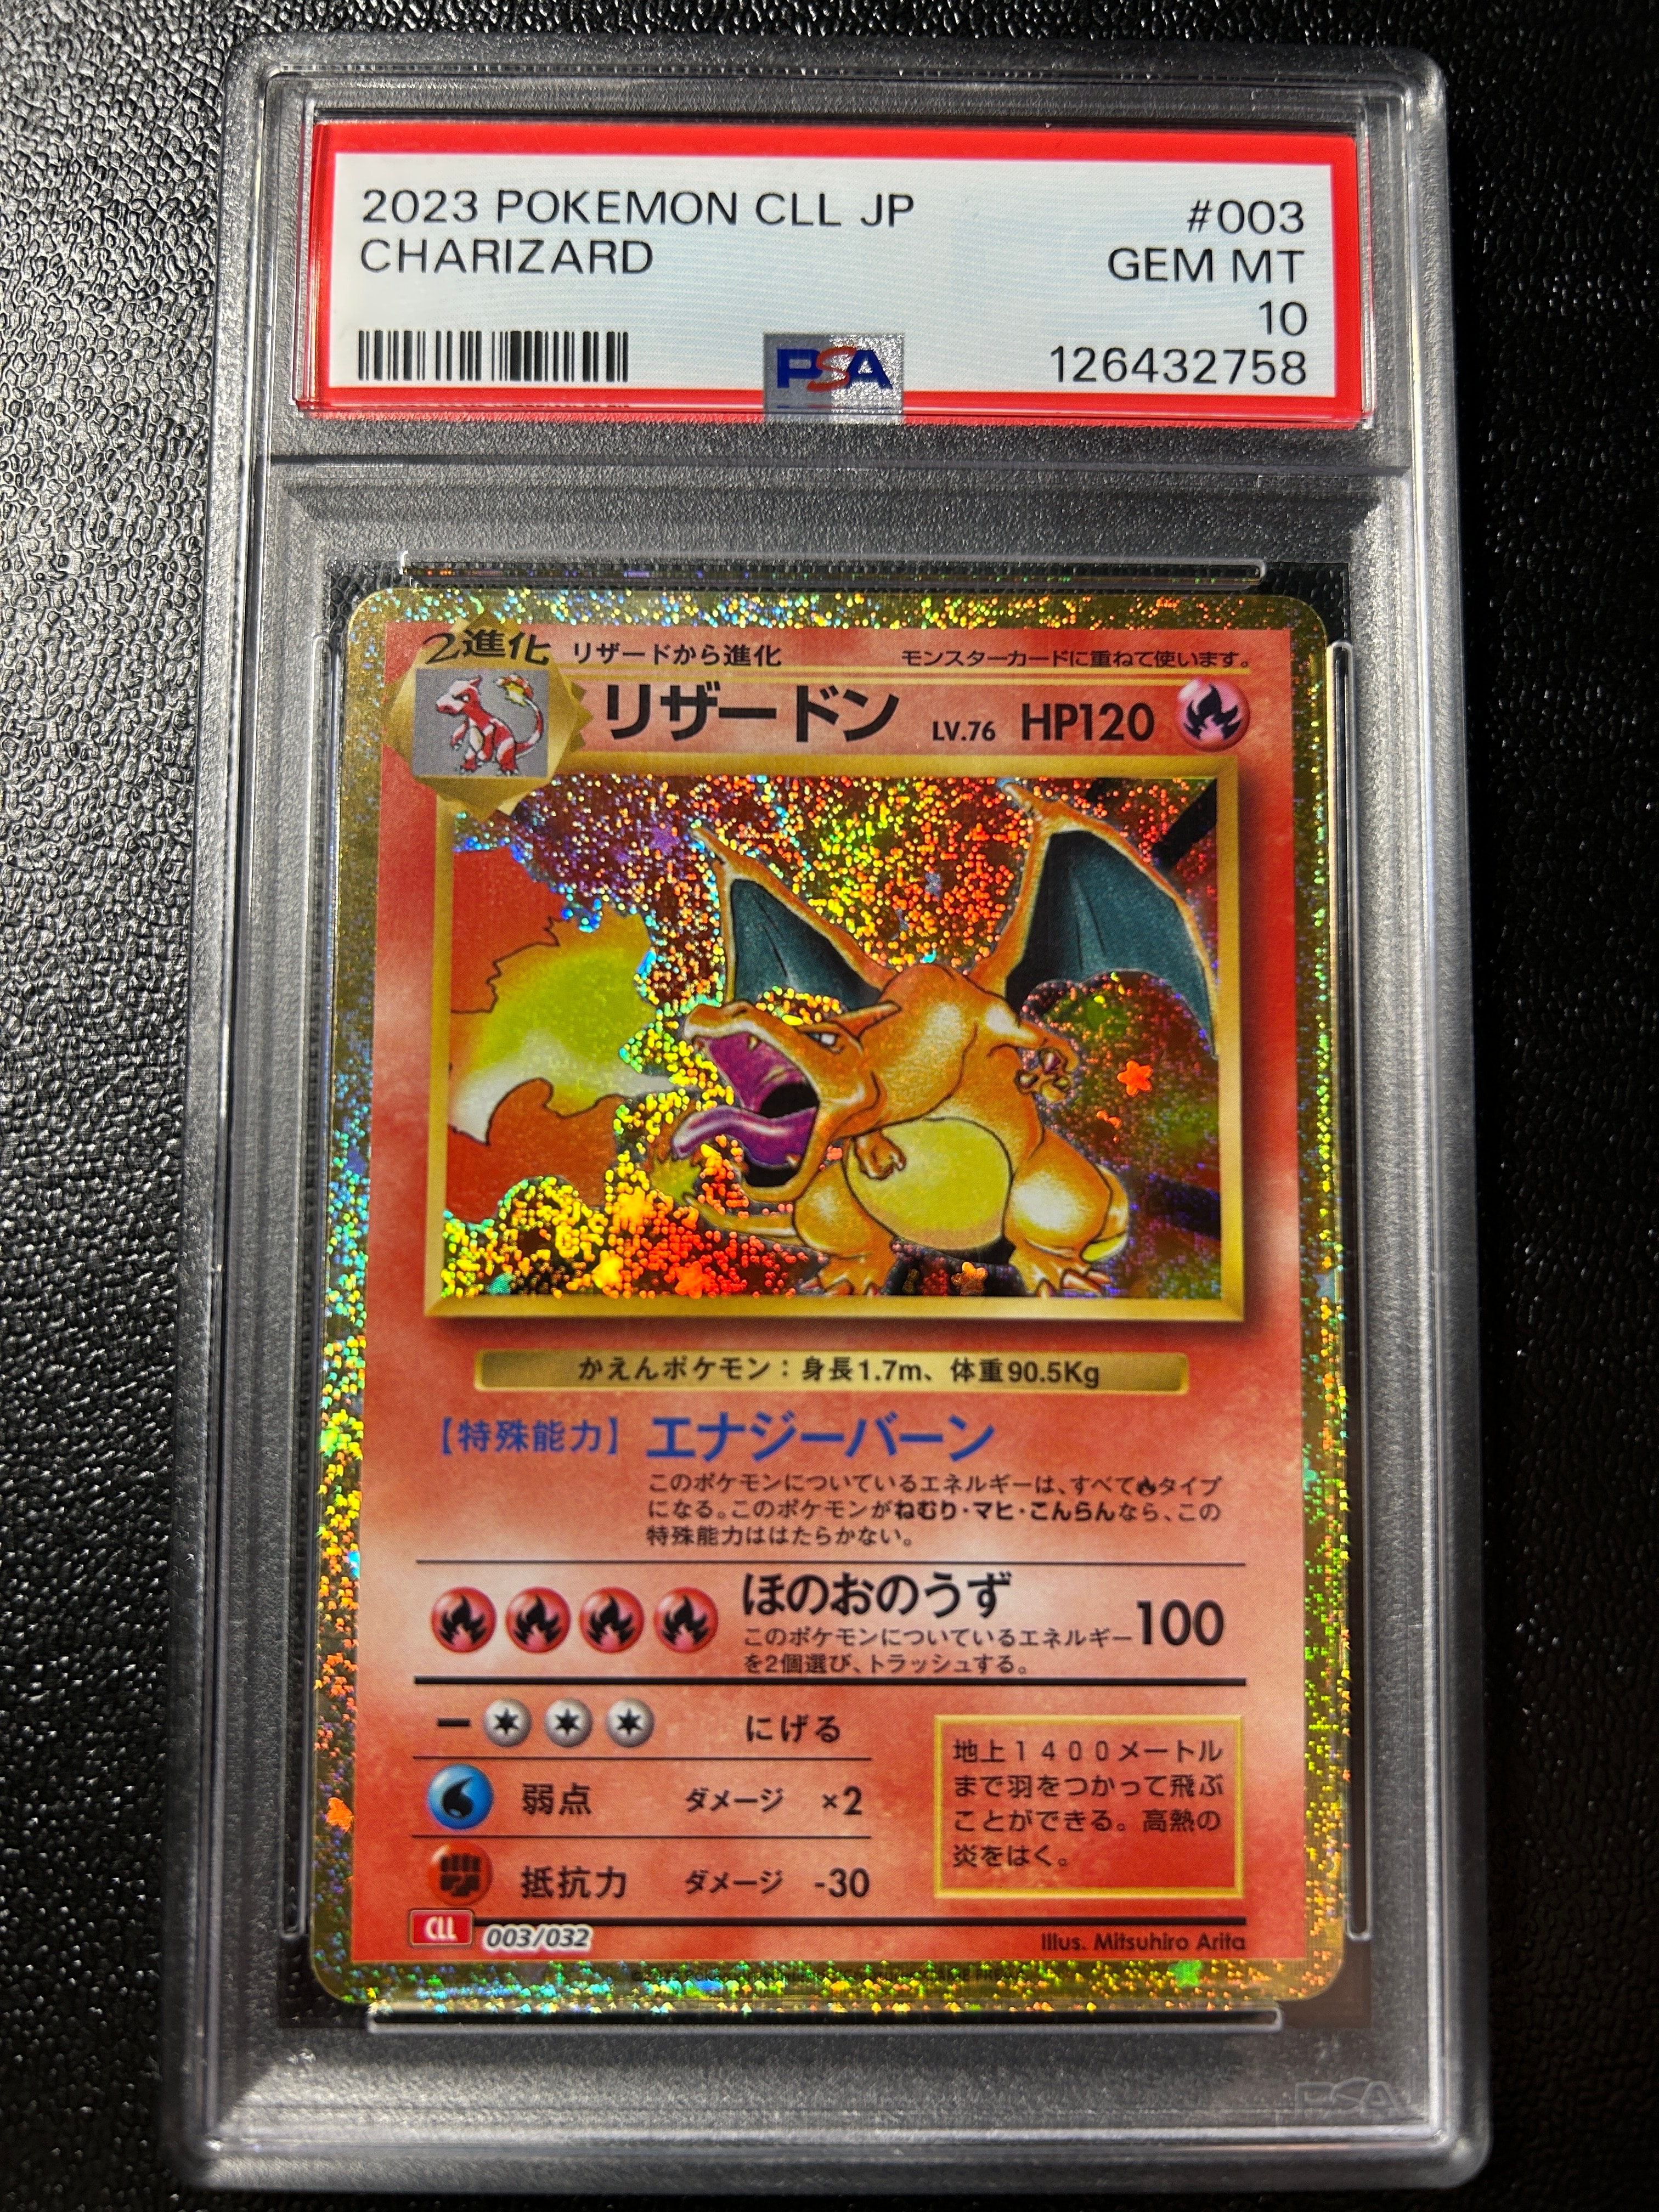 2023 POKEMON CLL JP #003
CHARIZARD GEM MT
10
PSA 126432758
2進化 リザードから進化 モンスターカードに重ねて使います。
リザードン LV.76 HP120
かえんポケモン：身長1.7m、体重90.5Kg
【特殊能力】 エナジーバーン
このポケモンについているエネルギーは、すべてタイプ
になる。このポケモンがねむり・マヒ・こんらんなら、この
特殊能力ははたらかない。
ほのおのうず 100
このポケモンについているエネルギー
を2個選び、トラッシュする。
ー にげる
弱点 ダメージ ×2
抵抗力 ダメージ -30
地上1400メートル
まで羽をつかって飛ぶ
ことができる。高熱の
炎をはく。
CLL 003/032 Illus. Mitsuhiro Arita
PSA